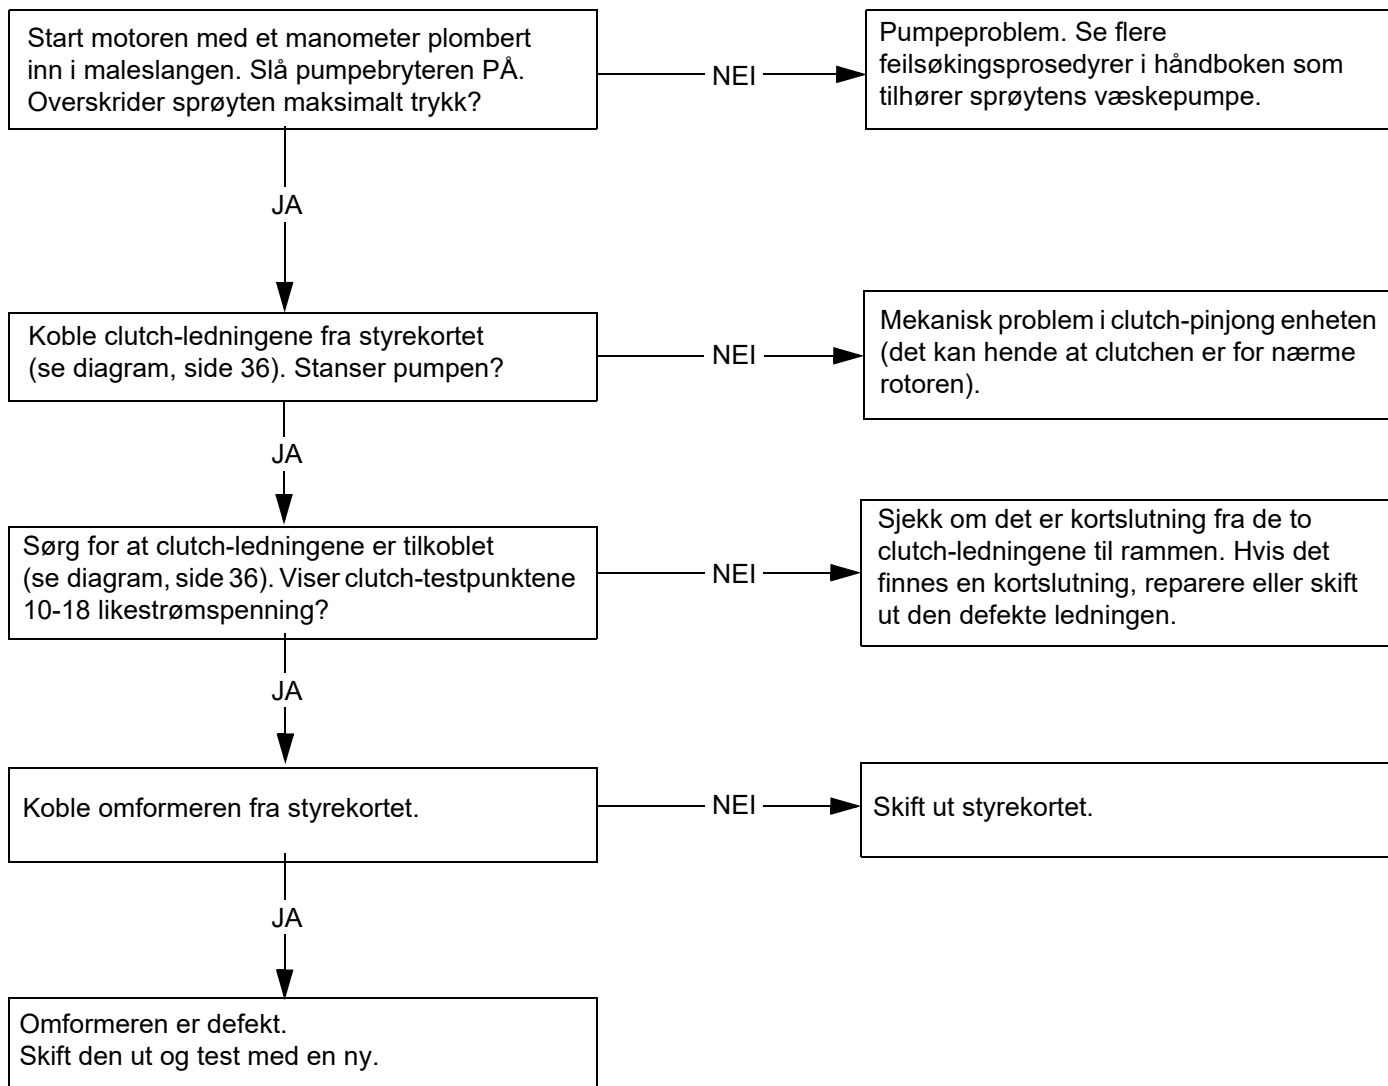 Start motoren med et manometer plombert
inn i maleslangen. Slå pumpebryteren PÅ.
Overskrider sprøyten maksimalt trykk?
NEI
Pumpeproblem. Se flere
feilsøkingsprosedyrer i håndboken som
tilhører sprøytens væskepumpe.
JA
Koble clutch-ledningene fra styrekortet
(se diagram, side 36). Stanser pumpen?
NEI
Mekanisk problem i clutch-pinjong enheten
(det kan hende at clutchen er for nærme
rotoren).
JA
Sørg for at clutch-ledningene er tilkoblet
(se diagram, side 36). Viser clutch-testpunktene
10-18 likestrømspenning?
NEI
Sjekk om det er kortslutning fra de to
clutch-ledningene til rammen. Hvis det
finnes en kortslutning, reparere eller skift
ut den defekte ledningen.
JA
Koble omformeren fra styrekortet.
NEI
Skift ut styrekortet.
JA
Omformeren er defekt.
Skift den ut og test med en ny.